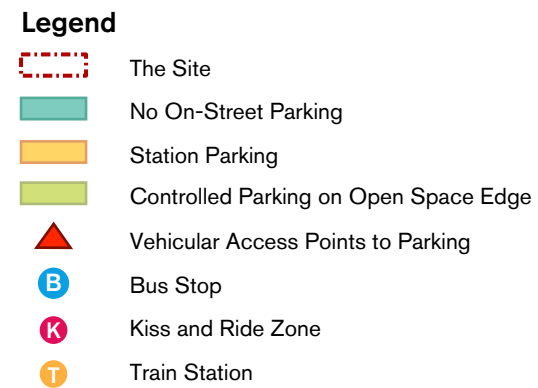 Legend
The Site
No On-Street Parking
Station Parking
Controlled Parking on Open Space Edge
Vehicular Access Points to Parking
B Bus Stop
K Kiss and Ride Zone
T Train Station